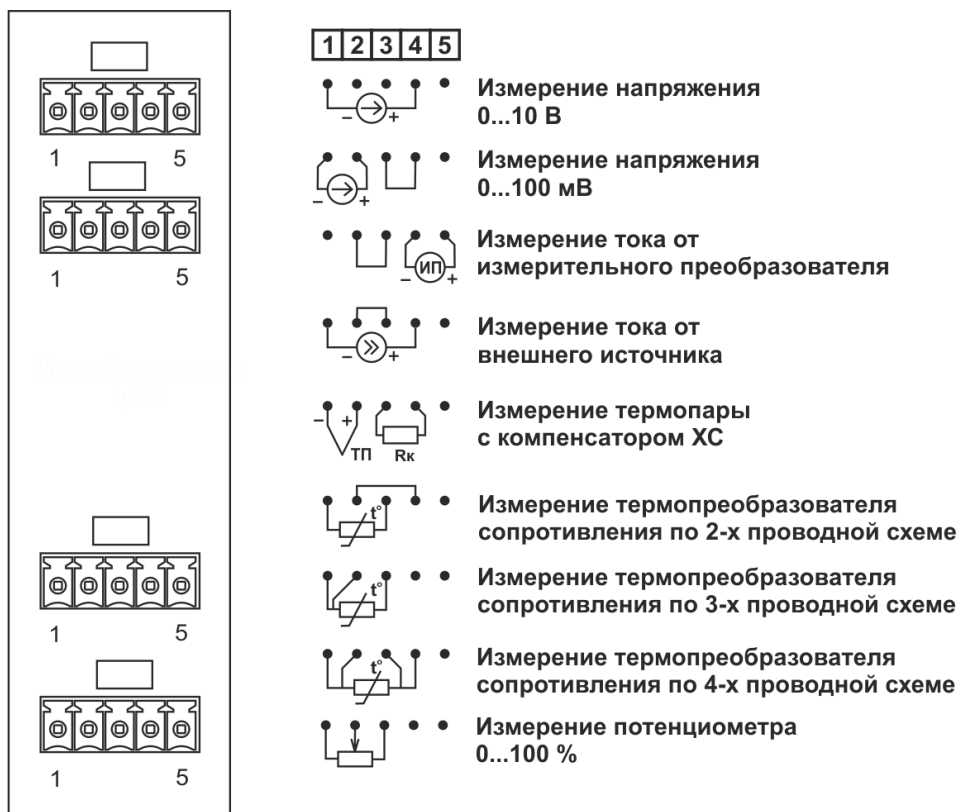 1 5
1 5
1 5
1 5
1 2 3 4 5
- +
Измерение напряжения
0...10 В
- +
Измерение напряжения
0...100 мВ
- ИП +
Измерение тока от
измерительного преобразователя
- +
Измерение тока от
внешнего источника
- + ТП Rк
Измерение термопары
с компенсатором ХС
t°
Измерение термопреобразователя
сопротивления по 2-х проводной схеме
t°
Измерение термопреобразователя
сопротивления по 3-х проводной схеме
t°
Измерение термопреобразователя
сопротивления по 4-х проводной схеме
Измерение потенциометра
0...100 %